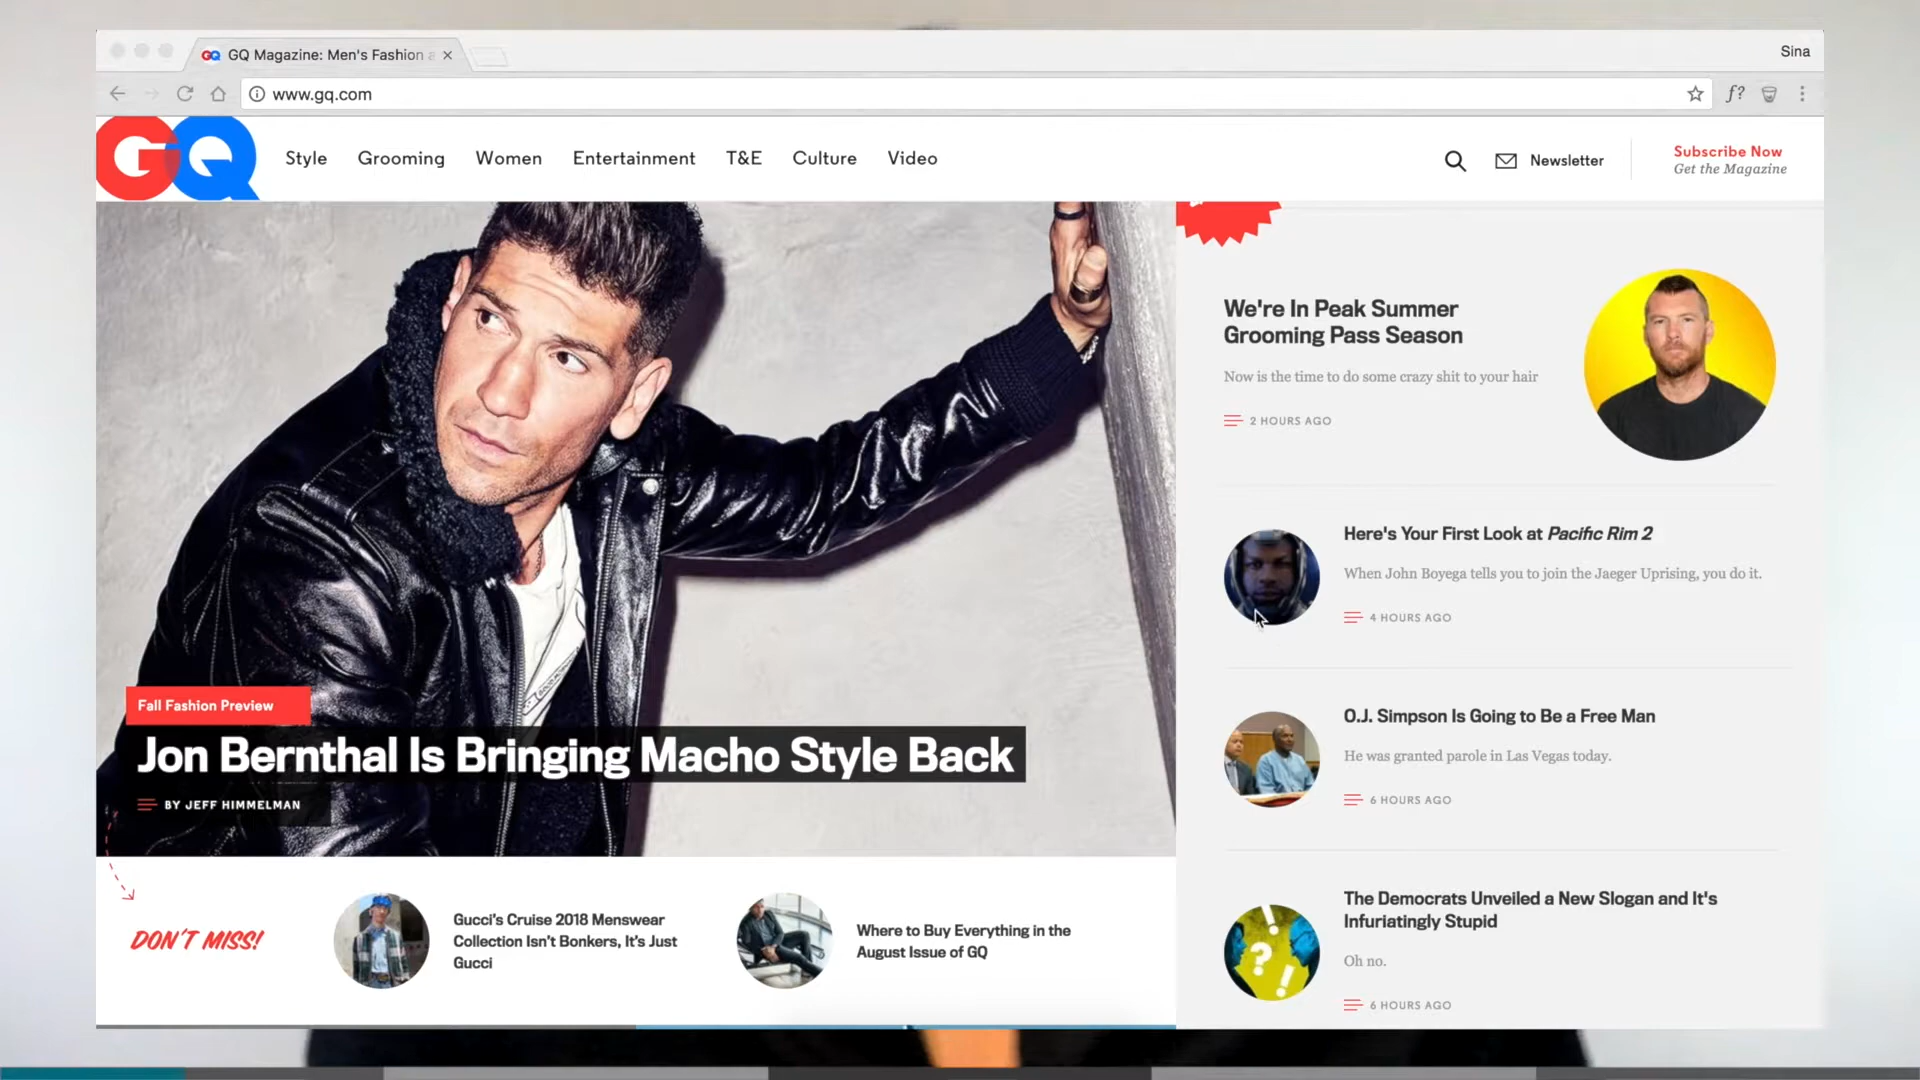 GQ GQ Magazine: Men's Fashion a
Sina
www.gq.com
f?
GQ
Style Grooming Women Entertainment T&E Culture Video
Newsletter
Subscribe Now
Get the Magazine
Fall Fashion Preview
Jon Bernthal Is Bringing Macho Style Back
BY JEFF HIMMELMAN
DON'T MISS!
Gucci's Cruise 2018 Menswear
Collection Isn't Bonkers, It's Just
Gucci
Where to Buy Everything in the
August Issue of GQ
We're In Peak Summer
Grooming Pass Season
Now is the time to do some crazy shit to your hair
2 HOURS AGO
Here's Your First Look at Pacific Rim 2
When John Boyega tells you to join the Jaeger Uprising, you do it.
4 HOURS AGO
O.J. Simpson Is Going to Be a Free Man
He was granted parole in Las Vegas today.
6 HOURS AGO
The Democrats Unveiled a New Slogan and It's
Infuriatingly Stupid
Oh no.
6 HOURS AGO